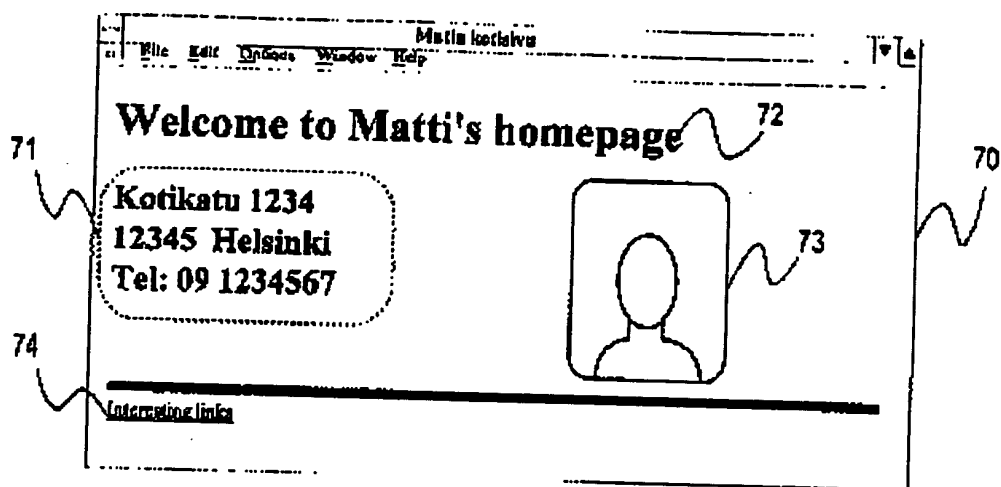 Matin kotisivu
File Edit Options Window Help
Welcome to Matti's homepage 72
71
70
Kotikatu 1234
12345 Helsinki
Tel: 09 1234567
73
74
Interesting links